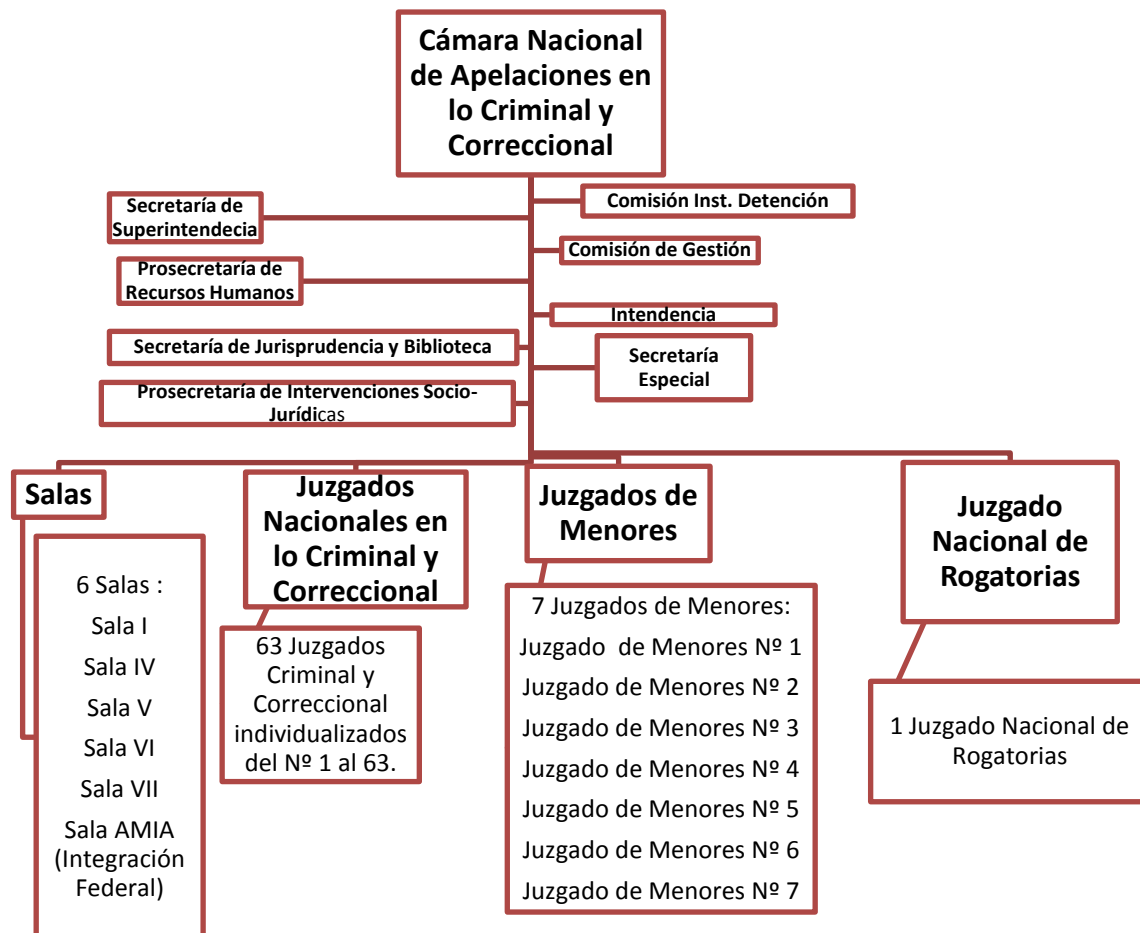 Cámara Nacional
de Apelaciones en
lo Criminal y
Correccional
Secretaría de
Superintendecia
Comisión Inst. Detención
Comisión de Gestión
Prosecretaría de
Recursos Humanos
Intendencia
Secretaría de Jurisprudencia y Biblioteca
Secretaría
Especial
Prosecretaría de Intervenciones Socio-
Jurídicas
Salas
6 Salas :
Sala I
Sala IV
Sala V
Sala VI
Sala VII
Sala AMIA
(Integración
Federal)
Juzgados
Nacionales en
lo Criminal y
Correccional
63 Juzgados
Criminal y
Correccional
individualizados
del Nº 1 al 63.
Juzgados de
Menores
7 Juzgados de Menores:
Juzgado  de Menores Nº 1
Juzgado de Menores Nº 2
Juzgado de Menores Nº 3
Juzgado de Menores Nº 4
Juzgado de Menores Nº 5
Juzgado de Menores Nº 6
Juzgado de Menores Nº 7
Juzgado
Nacional de
Rogatorias
1 Juzgado Nacional de
Rogatorias